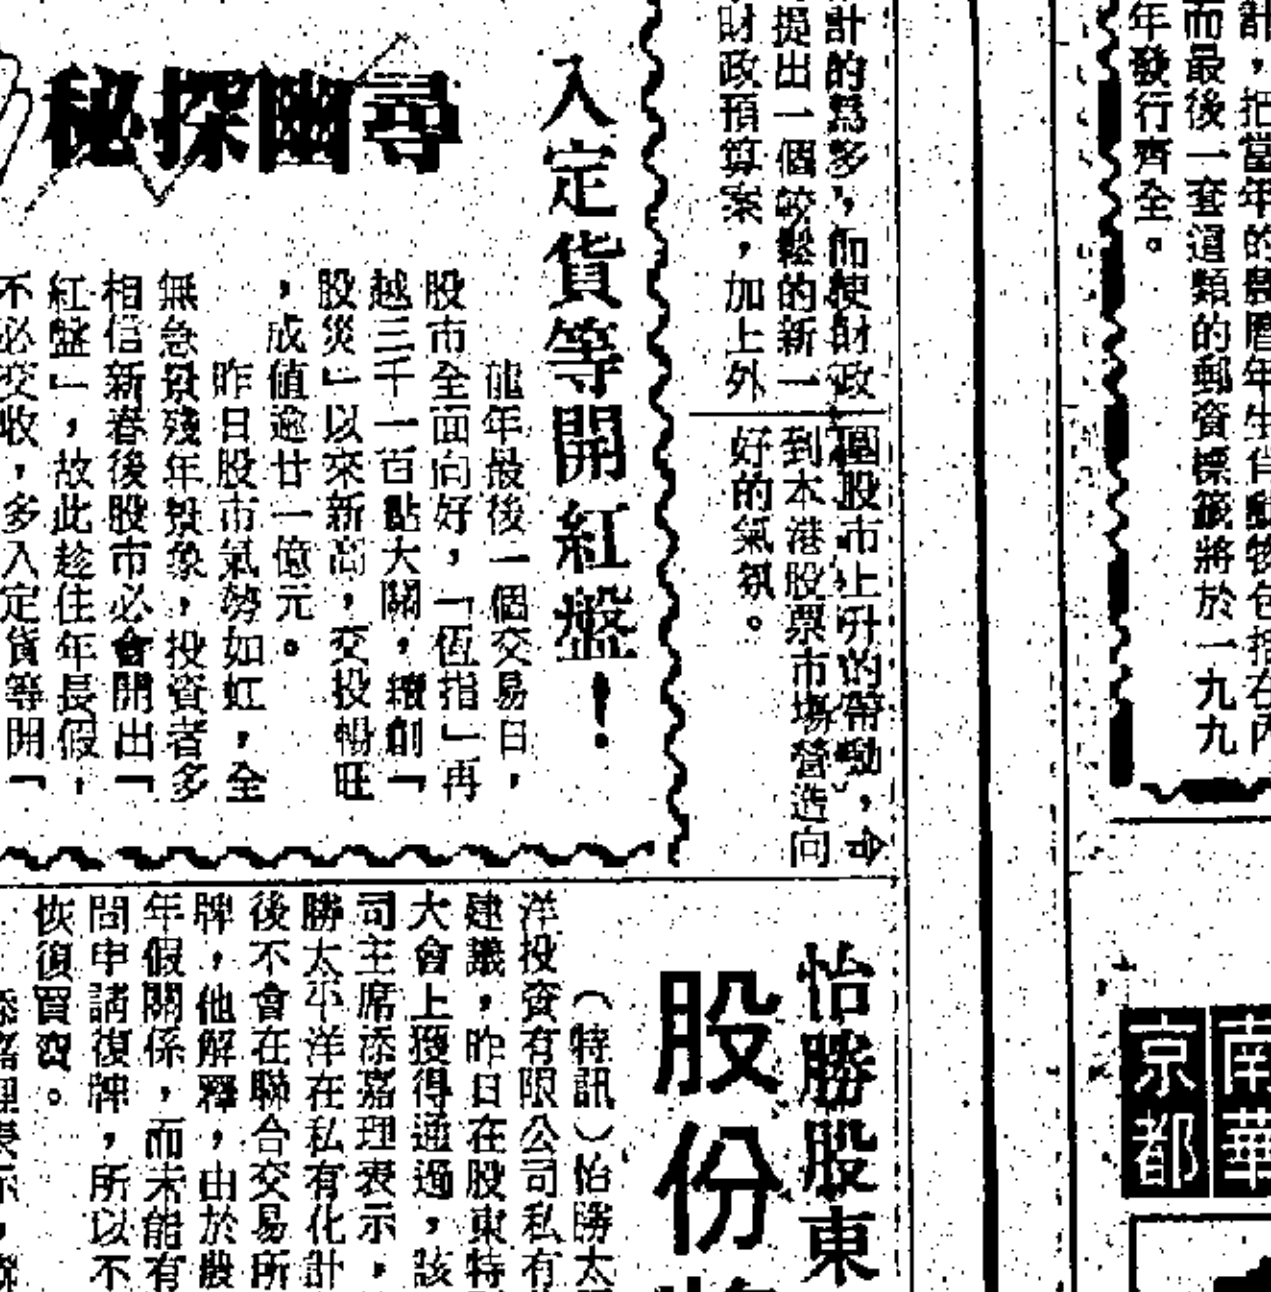 計，把當年的農曆年生肖動物包括在內
而最後一套這類的郵資標籤將於一九九
年發行齊全。
計的為多，而使財政
提出一個較鬆的新一
財政預算案，加上外
圍股市上升的帶動，可
到本港股票市場營造向
好的氣氛。
入定貨等開紅盤！
尋幽探秘
龍年最後一個交易日，
股市全面向好，「恆指」再
越三千一百點大關，續創「
股災」以來新高，交投暢旺
，成值逾廿一億元。
昨日股市氣勢如虹，全
無急景殘年景象，投資者多
相信新春後股市必會開出「
紅盤」，故此趁住年長假，
不必交收，多入定貨等開「
怡勝股東
股份
（特訊）怡勝太
洋投資有限公司私有
建議，昨日在股東特
大會上獲得通過，該
司主席添嘉理表示，
勝太平洋在私有化計
後不會在聯合交易所
牌，他解釋，由於股
年假關係，而未能有
間申請復牌，所以不
恢復買賣。
添嘉理表示，聯
南華
京都